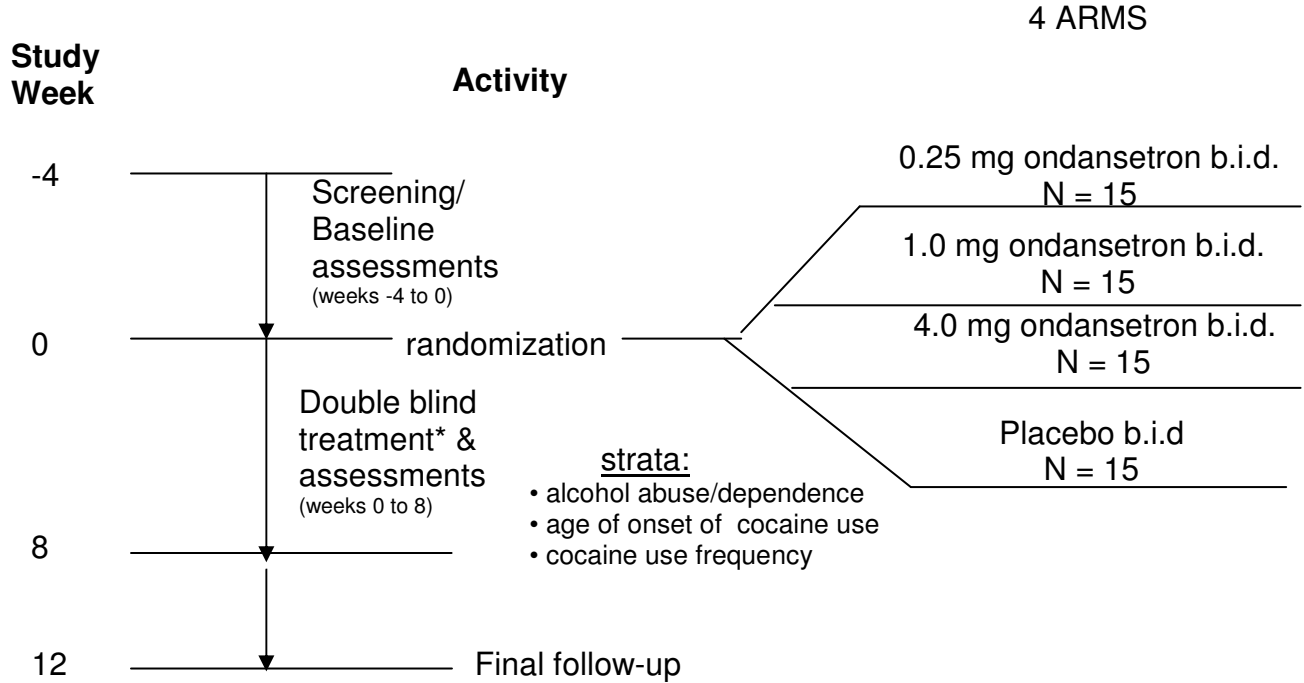 4 ARMS
Study
Week
Activity
-4
Screening/
Baseline
assessments
(weeks -4 to 0)
0.25 mg ondansetron b.i.d.
N = 15
1.0 mg ondansetron b.i.d.
N = 15
0
randomization
4.0 mg ondansetron b.i.d.
N = 15
Double blind
treatment* &
assessments
(weeks 0 to 8)
strata:
• alcohol abuse/dependence
• age of onset of cocaine use
• cocaine use frequency
Placebo b.i.d
N = 15
8
12
Final follow-up